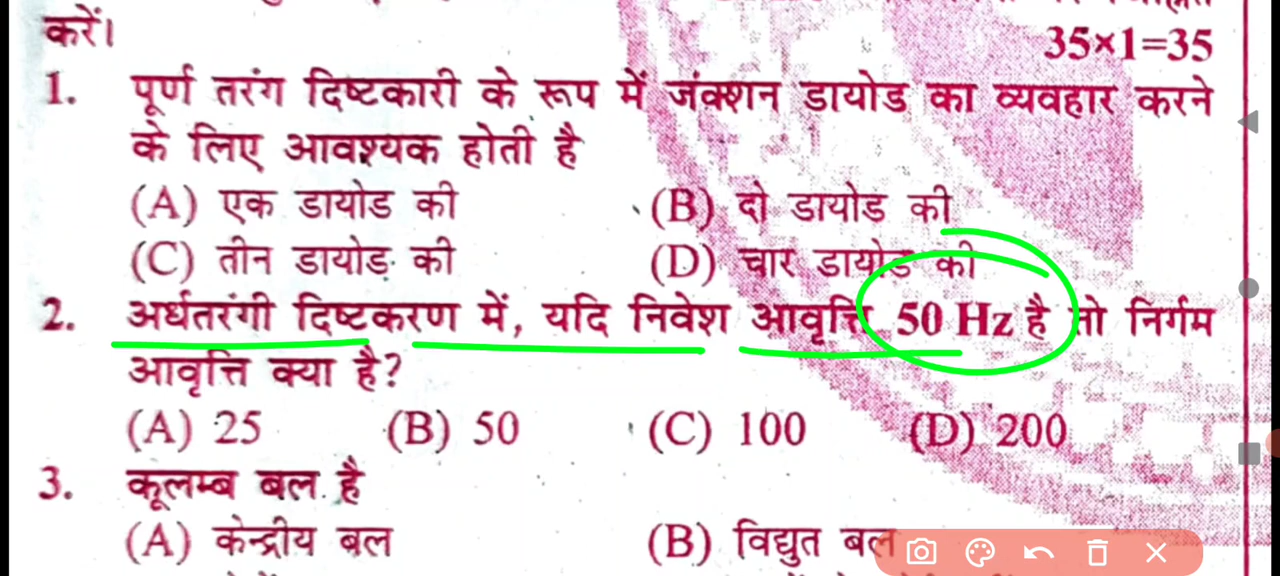 करें।
35×1=35
1. पूर्ण तरंग दिष्टकारी के रूप में जंक्शन डायोड का व्यवहार करने
के लिए आवश्यक होती है
(A) एक डायोड की (B) दो डायोड की
(C) तीन डायोड की (D) चार डायोड की
2. अर्धतरंगी दिष्टकरण में, यदि निवेश आवृत्ति 50 Hz है तो निर्गम
आवृत्ति क्या है?
(A) 25 (B) 50 (C) 100 (D) 200
3. कूलम्ब बल है
(A) केन्द्रीय बल (B) विद्युत बल